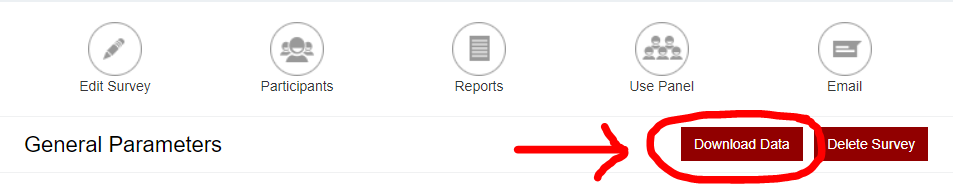 Edit Survey Participants Reports Use Panel Email
General Parameters Download Data Delete Survey